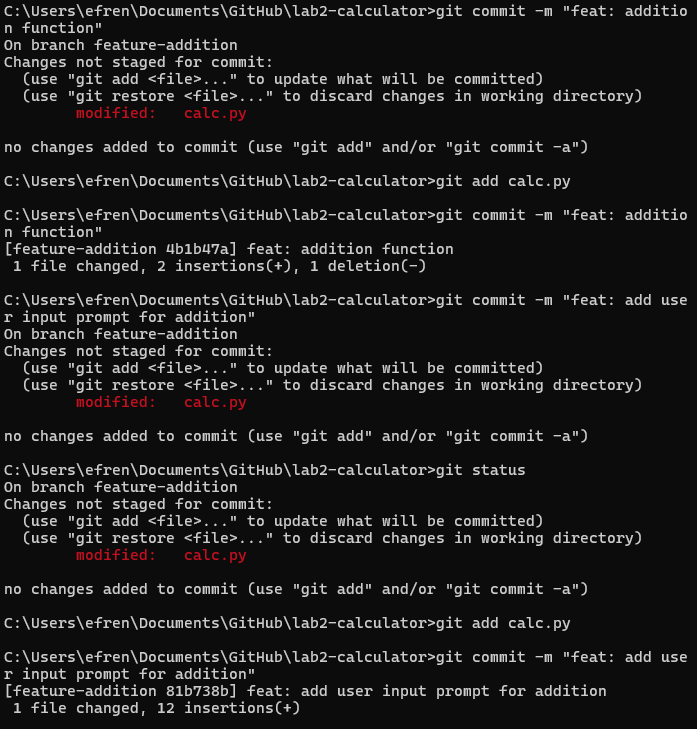 C:\Users\efren\Documents\GitHub\lab2-calculator>git commit -m "feat: additio
n function"
On branch feature-addition
Changes not staged for commit:
  (use "git add <file>..." to update what will be committed)
  (use "git restore <file>..." to discard changes in working directory)
        modified:   calc.py

no changes added to commit (use "git add" and/or "git commit -a")

C:\Users\efren\Documents\GitHub\lab2-calculator>git add calc.py

C:\Users\efren\Documents\GitHub\lab2-calculator>git commit -m "feat: additio
n function"
[feature-addition 4b1b47a] feat: addition function
 1 file changed, 2 insertions(+), 1 deletion(-)

C:\Users\efren\Documents\GitHub\lab2-calculator>git commit -m "feat: add use
r input prompt for addition"
On branch feature-addition
Changes not staged for commit:
  (use "git add <file>..." to update what will be committed)
  (use "git restore <file>..." to discard changes in working directory)
        modified:   calc.py

no changes added to commit (use "git add" and/or "git commit -a")

C:\Users\efren\Documents\GitHub\lab2-calculator>git status
On branch feature-addition
Changes not staged for commit:
  (use "git add <file>..." to update what will be committed)
  (use "git restore <file>..." to discard changes in working directory)
        modified:   calc.py

no changes added to commit (use "git add" and/or "git commit -a")

C:\Users\efren\Documents\GitHub\lab2-calculator>git add calc.py

C:\Users\efren\Documents\GitHub\lab2-calculator>git commit -m "feat: add use
r input prompt for addition"
[feature-addition 81b738b] feat: add user input prompt for addition
 1 file changed, 12 insertions(+)